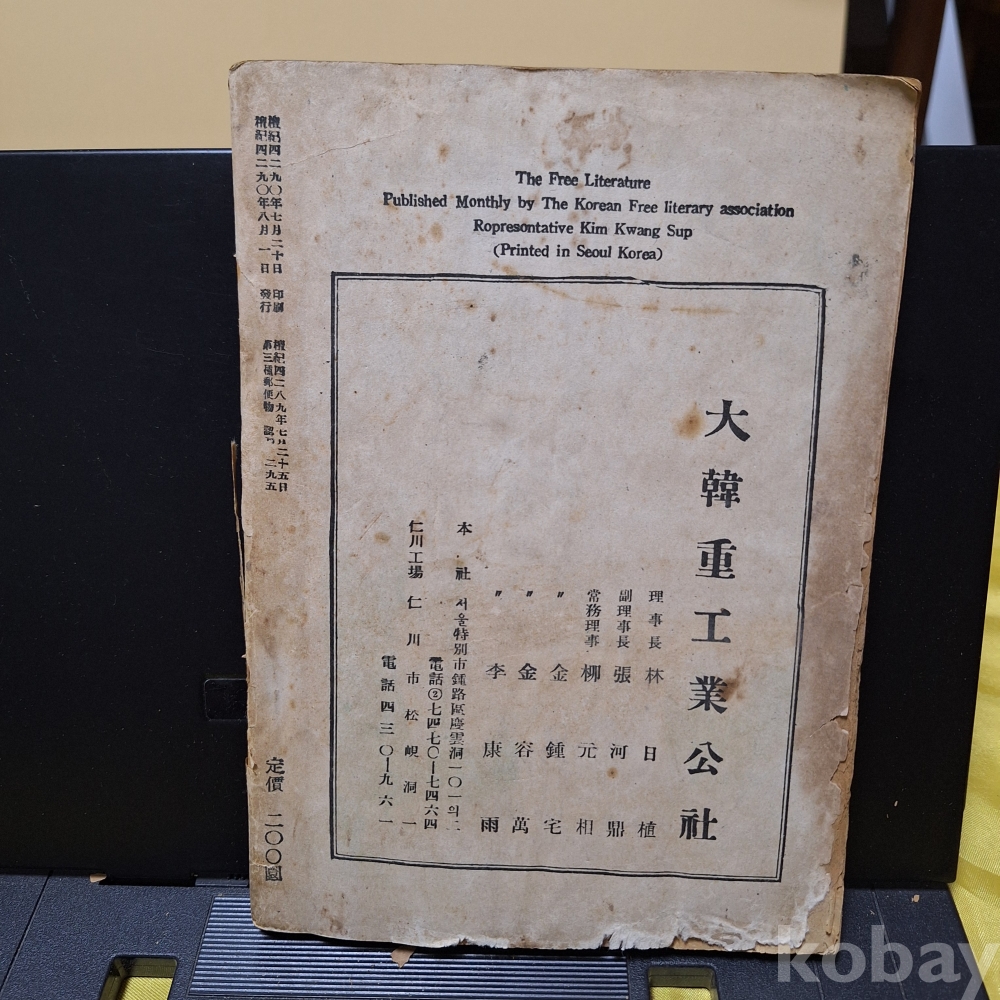 The Free Literature
Published Monthly by The Korean Free literary association
Ropresontative Kim Kwang Sup
(Printed in Seoul Korea)
大韓重工業公社
理事長 林日植
副理事長 張河鼎
常務理事 柳元相
〃 金鍾宅
〃 金容萬
〃 李康雨
本社 서울特別市鍾路區慶雲洞一〇一의二
電話②七四七〇—七四六四
仁川工場 仁川市松峴洞一
電話四三〇—九六一
檀紀四二九〇年七月二十日 印刷
檀紀四二九〇年八月一日 發行
檀紀四二八九年七月二十五日
第三種郵便物 認可 二九五
定價 二〇〇圜
kobay